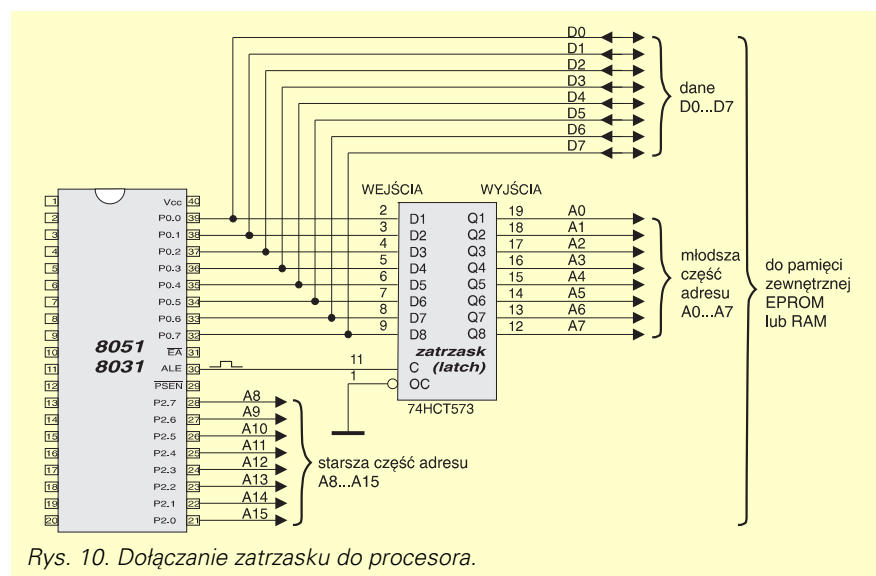 D0
D1
D2
D3
D4
D5
D6
D7
dane
D0...D7
WEJŚCIA WYJŚCIA
1 Vcc 40
2 P0.0 39
3 P0.1 38
4 P0.2 37
5 P0.3 36
6 P0.4 35
7 P0.5 34
8 P0.6 33
9 P0.7 32
10 EA 31
11 ALE 30
12 PSEN 29
13 P2.7 28
14 P2.6 27
15 P2.5 26
16 P2.4 25
17 P2.3 24
18 P2.2 23
19 P2.1 22
20 P2.0 21
8051
8031
2 D1 Q1 19 A0
3 D2 Q2 18 A1
4 D3 Q3 17 A2
5 D4 Q4 16 A3
6 D5 Q5 15 A4
7 D6 Q6 14 A5
8 D7 Q7 13 A6
9 D8 Q8 12 A7
zatrzask
(latch)
11 C
1 OC
74HCT573
młodsza
część
adresu
A0...A7
do pamięci
zewnętrznej
EPROM
lub RAM
A8
A9
A10
A11
A12
A13
A14
A15
starsza część adresu
A8...A15
Rys. 10. Dołączanie zatrzasku do procesora.